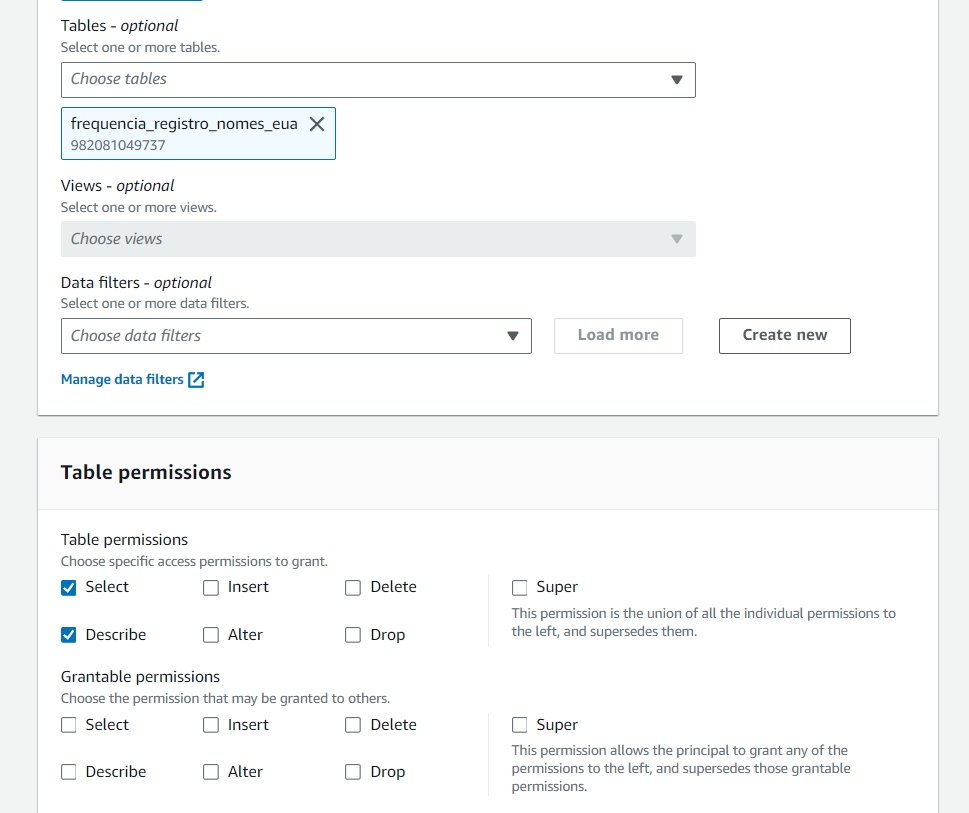 Tables - optional
Select one or more tables.
Choose tables
frequencia_registro_nomes_eua
982081049737
Views - optional
Select one or more views.
Choose views
Data filters - optional
Select one or more data filters.
Choose data filters
Load more
Create new
Manage data filters
Table permissions
Table permissions
Choose specific access permissions to grant.
Select
Insert
Delete
Super
This permission is the union of all the individual permissions to
the left, and supersedes them.
Describe
Alter
Drop
Grantable permissions
Choose the permission that may be granted to others.
Select
Insert
Delete
Super
This permission allows the principal to grant any of the
permissions to the left, and supersedes those grantable
permissions.
Describe
Alter
Drop